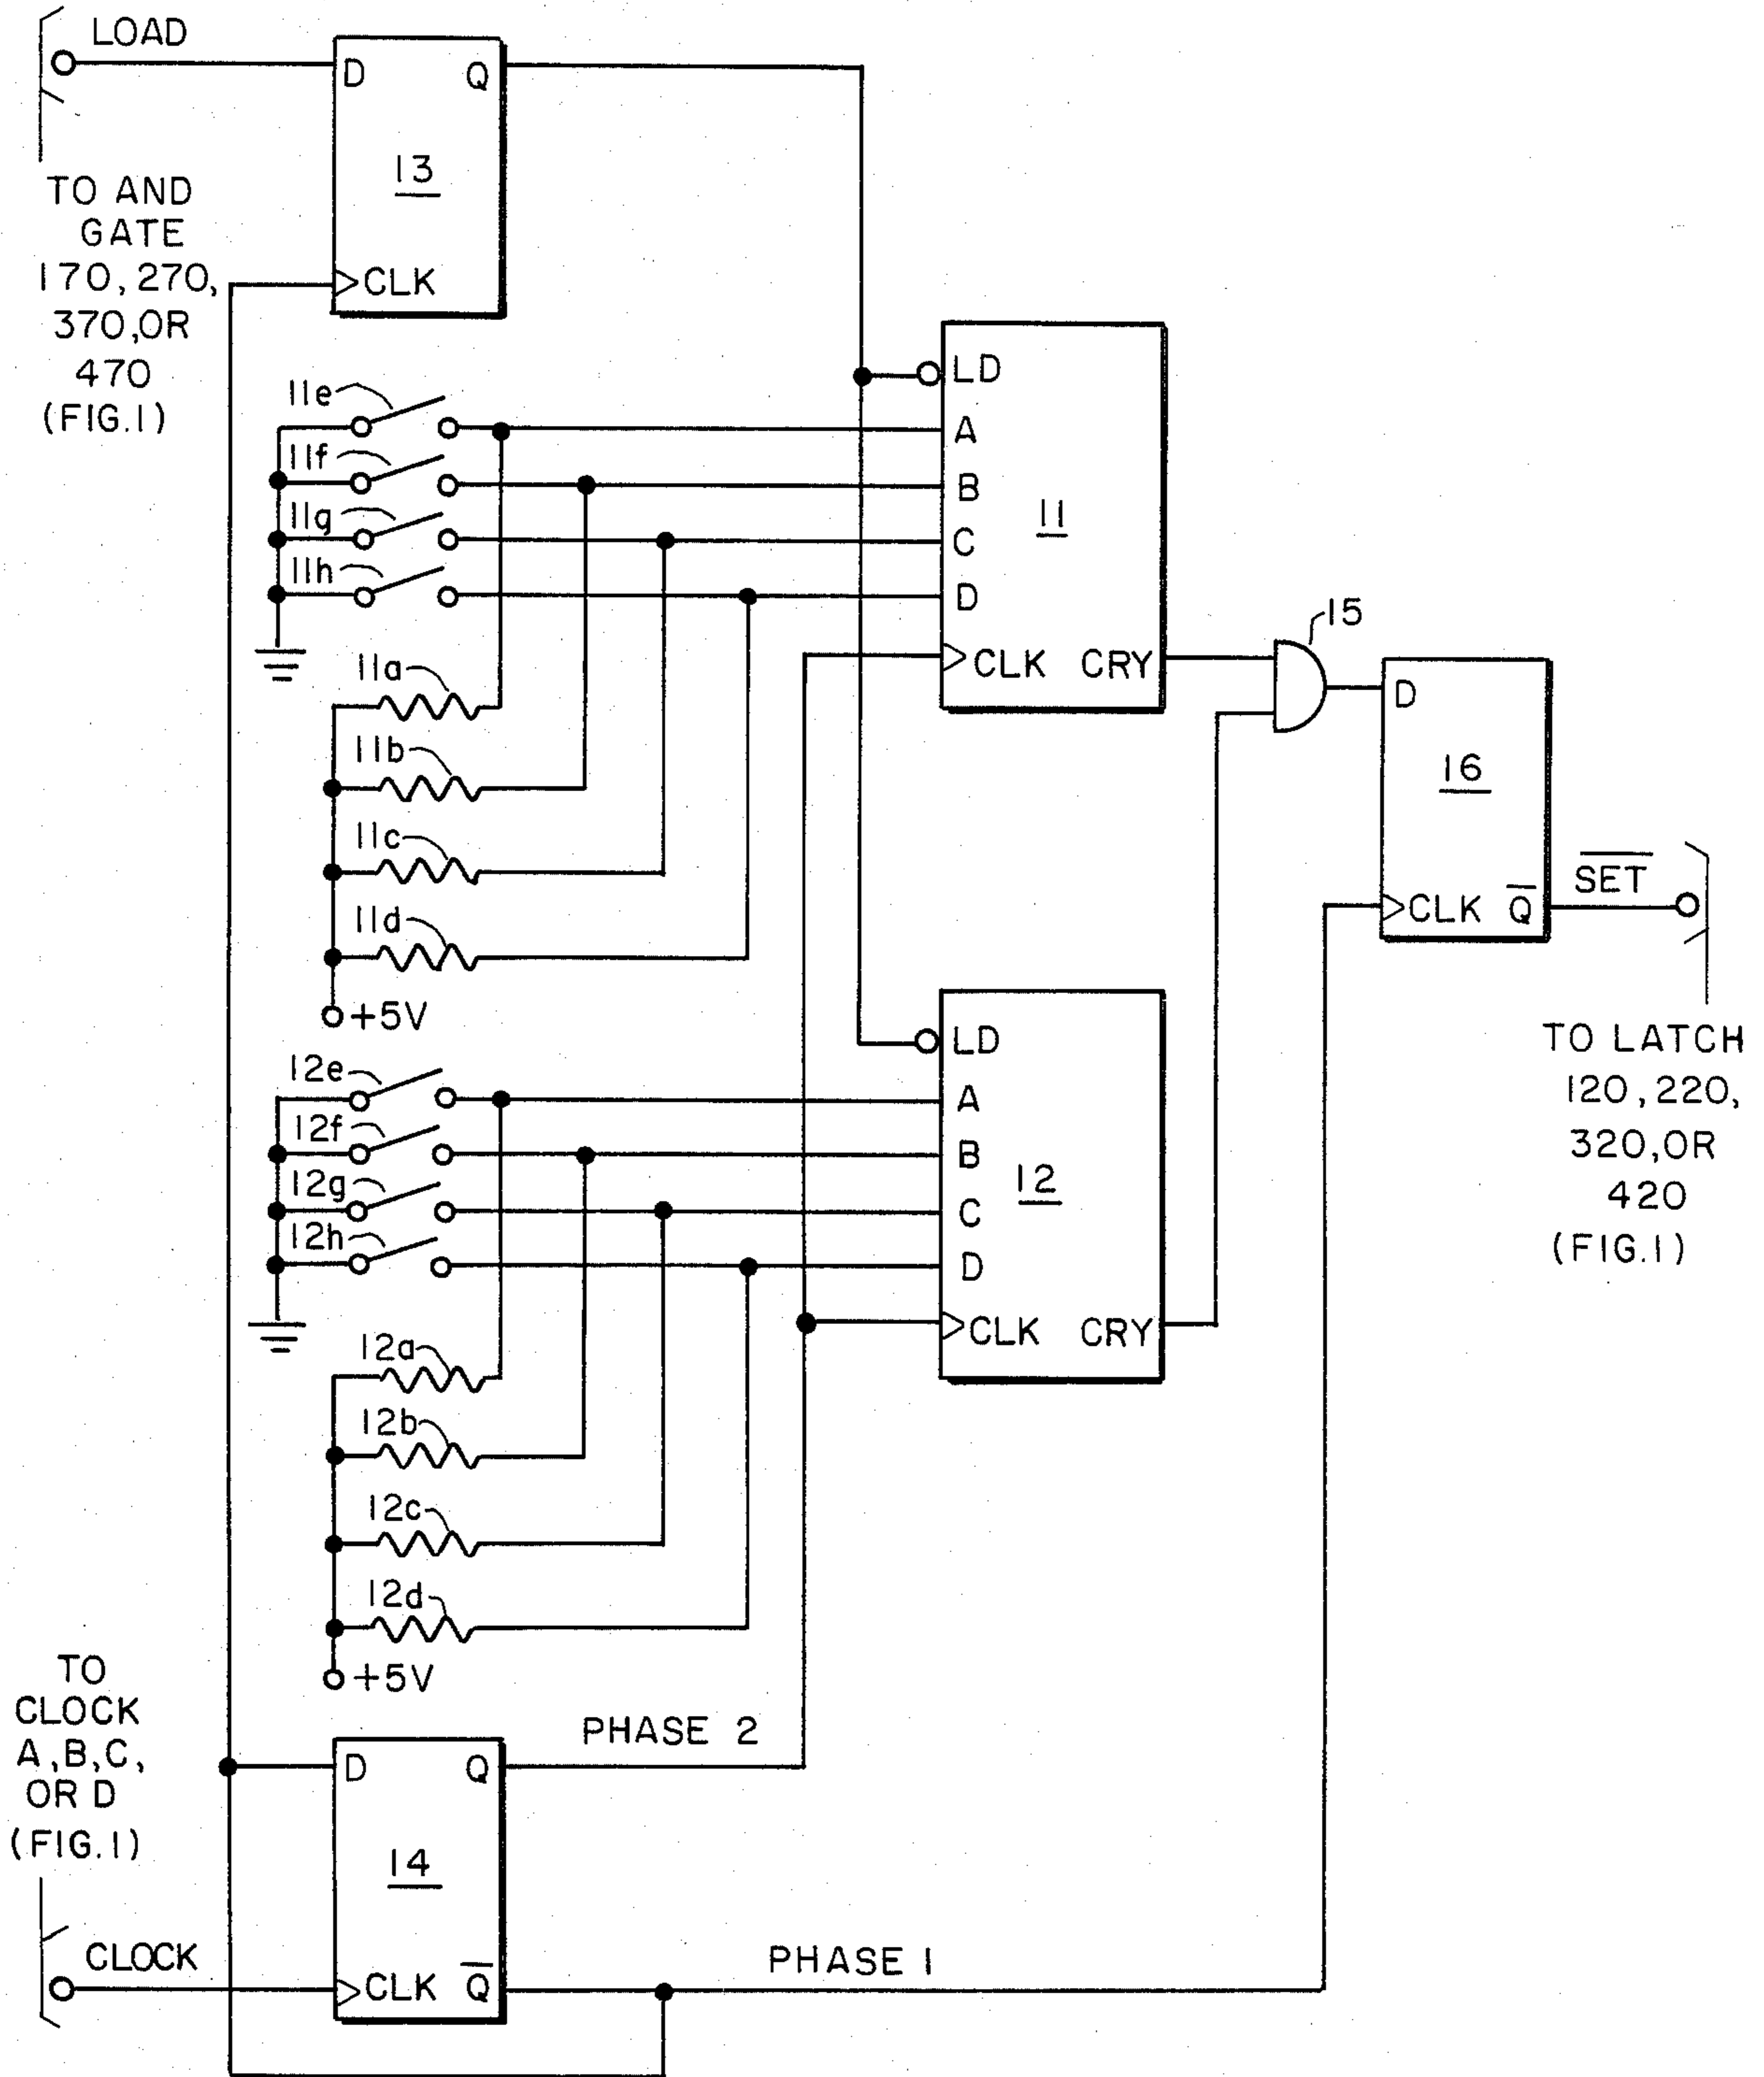 LOAD
D Q
13
CLK
TO AND
GATE
170, 270,
370, OR
470
(FIG. 1)
11e
11f
11g
11h
LD
A
B
C
D
11
CLK CRY
11a
11b
11c
11d
+5V
15
D
16
CLK Q̅
S̅E̅T̅
TO LATCH
120, 220,
320, OR
420
(FIG. 1)
12e
12f
12g
12h
LD
A
B
C
D
12
CLK CRY
12a
12b
12c
12d
+5V
TO
CLOCK
A, B, C,
OR D
(FIG. 1)
PHASE 2
D Q
14
CLOCK
CLK Q̅
PHASE 1